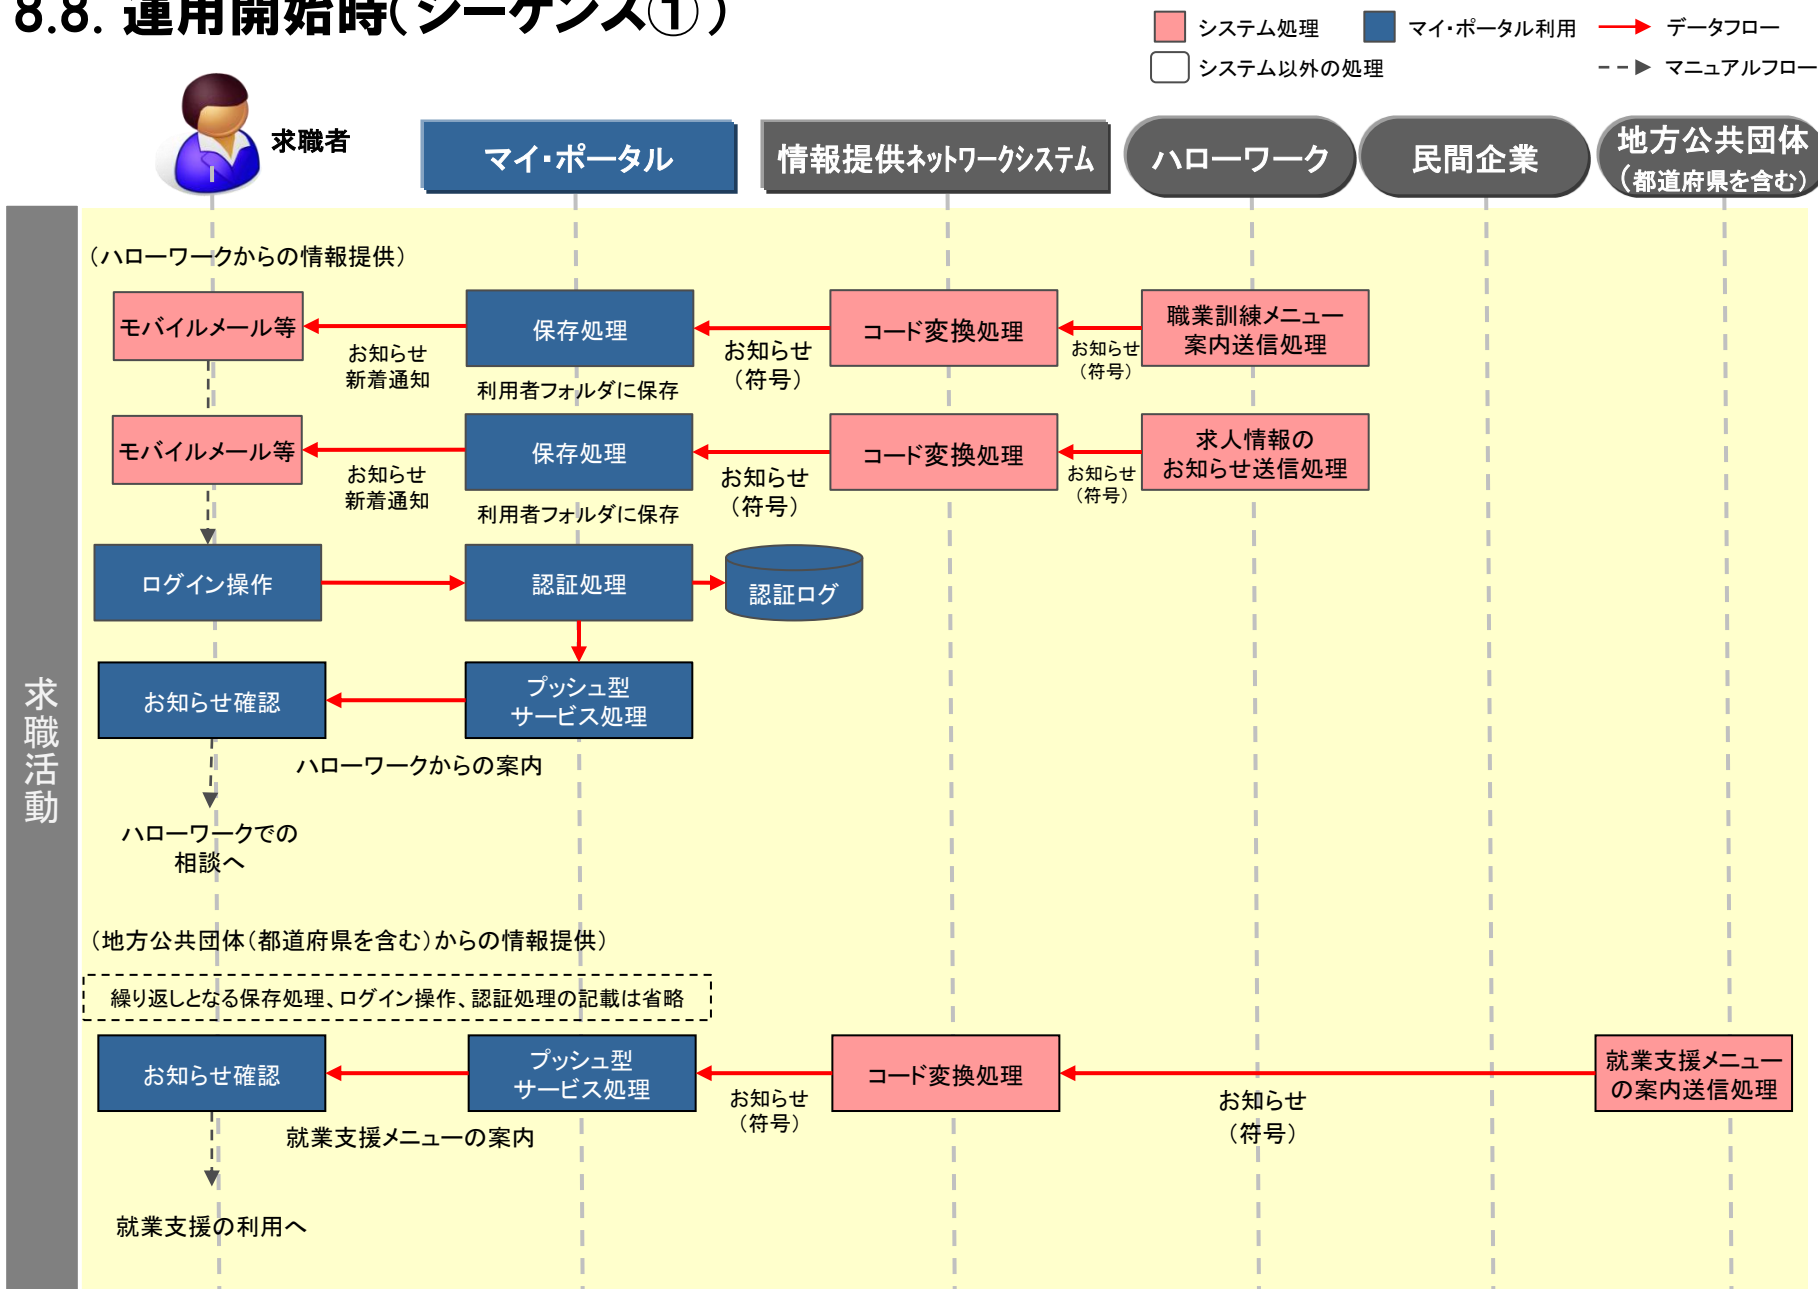 8.8. 運用開始時(シーケンス①)
システム処理
マイ・ポータル利用
データフロー
システム以外の処理
マニュアルフロー
求職者
マイ・ポータル
情報提供ネットワークシステム
ハローワーク
民間企業
地方公共団体
(都道府県を含む)
求職活動
(ハローワークからの情報提供)
モバイルメール等
お知らせ
新着通知
保存処理
利用者フォルダに保存
お知らせ
(符号)
コード変換処理
お知らせ
(符号)
職業訓練メニュー
案内送信処理
モバイルメール等
お知らせ
新着通知
保存処理
利用者フォルダに保存
お知らせ
(符号)
コード変換処理
お知らせ
(符号)
求人情報の
お知らせ送信処理
ログイン操作
認証処理
認証ログ
お知らせ確認
プッシュ型
サービス処理
ハローワークからの案内
ハローワークでの
相談へ
(地方公共団体(都道府県を含む)からの情報提供)
繰り返しとなる保存処理、ログイン操作、認証処理の記載は省略
お知らせ確認
プッシュ型
サービス処理
お知らせ
(符号)
コード変換処理
お知らせ
(符号)
就業支援メニュー
の案内送信処理
就業支援メニューの案内
就業支援の利用へ